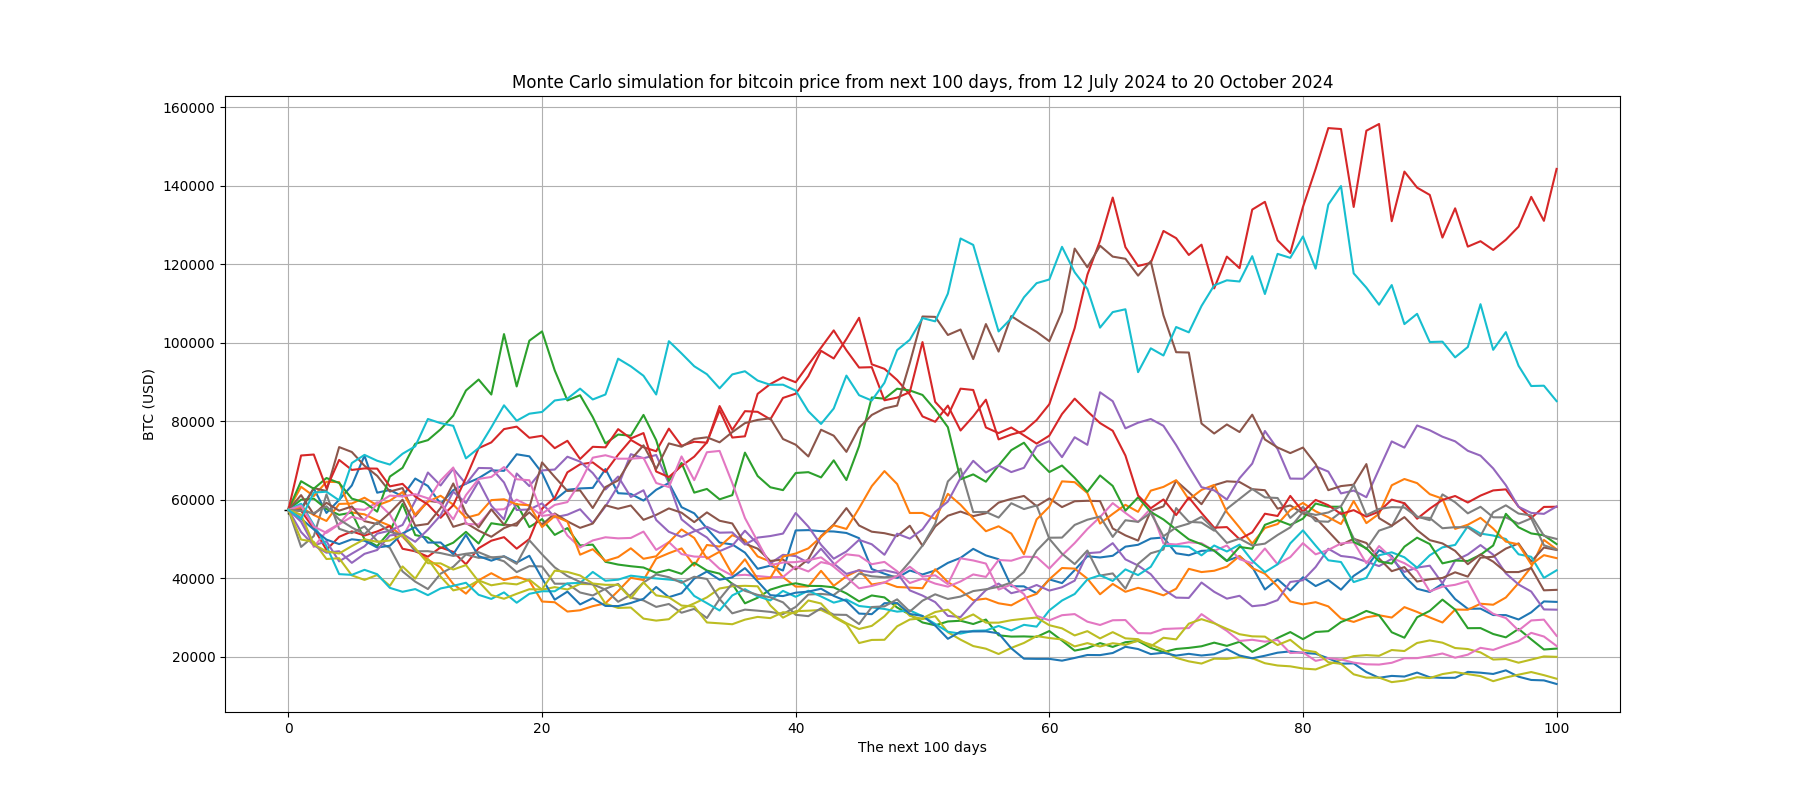 Monte Carlo simulation for bitcoin price from next 100 days, from 12 July 2024 to 20 October 2024
160000
140000
120000
100000
80000
60000
40000
20000
BTC (USD)
0 20 40 60 80 100
The next 100 days